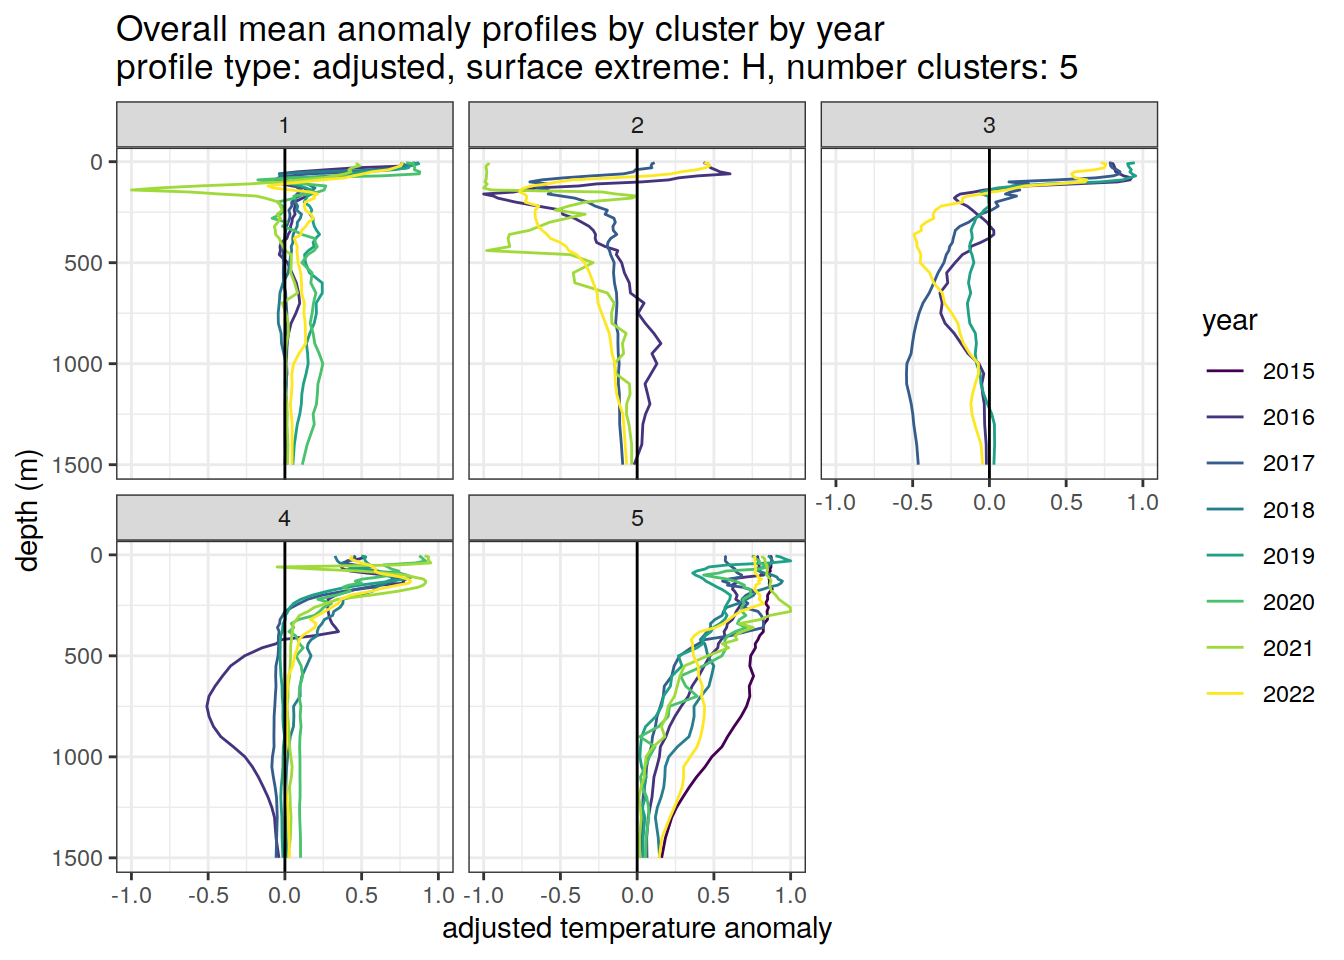 Overall mean anomaly profiles by cluster by year
profile type: adjusted, surface extreme: H, number clusters: 5
1
2
3
0
500
1000
1500
-1.0 -0.5 0.0 0.5 1.0
4
5
0
500
1000
1500
-1.0 -0.5 0.0 0.5 1.0
-1.0 -0.5 0.0 0.5 1.0
adjusted temperature anomaly
depth (m)
year
2015
2016
2017
2018
2019
2020
2021
2022